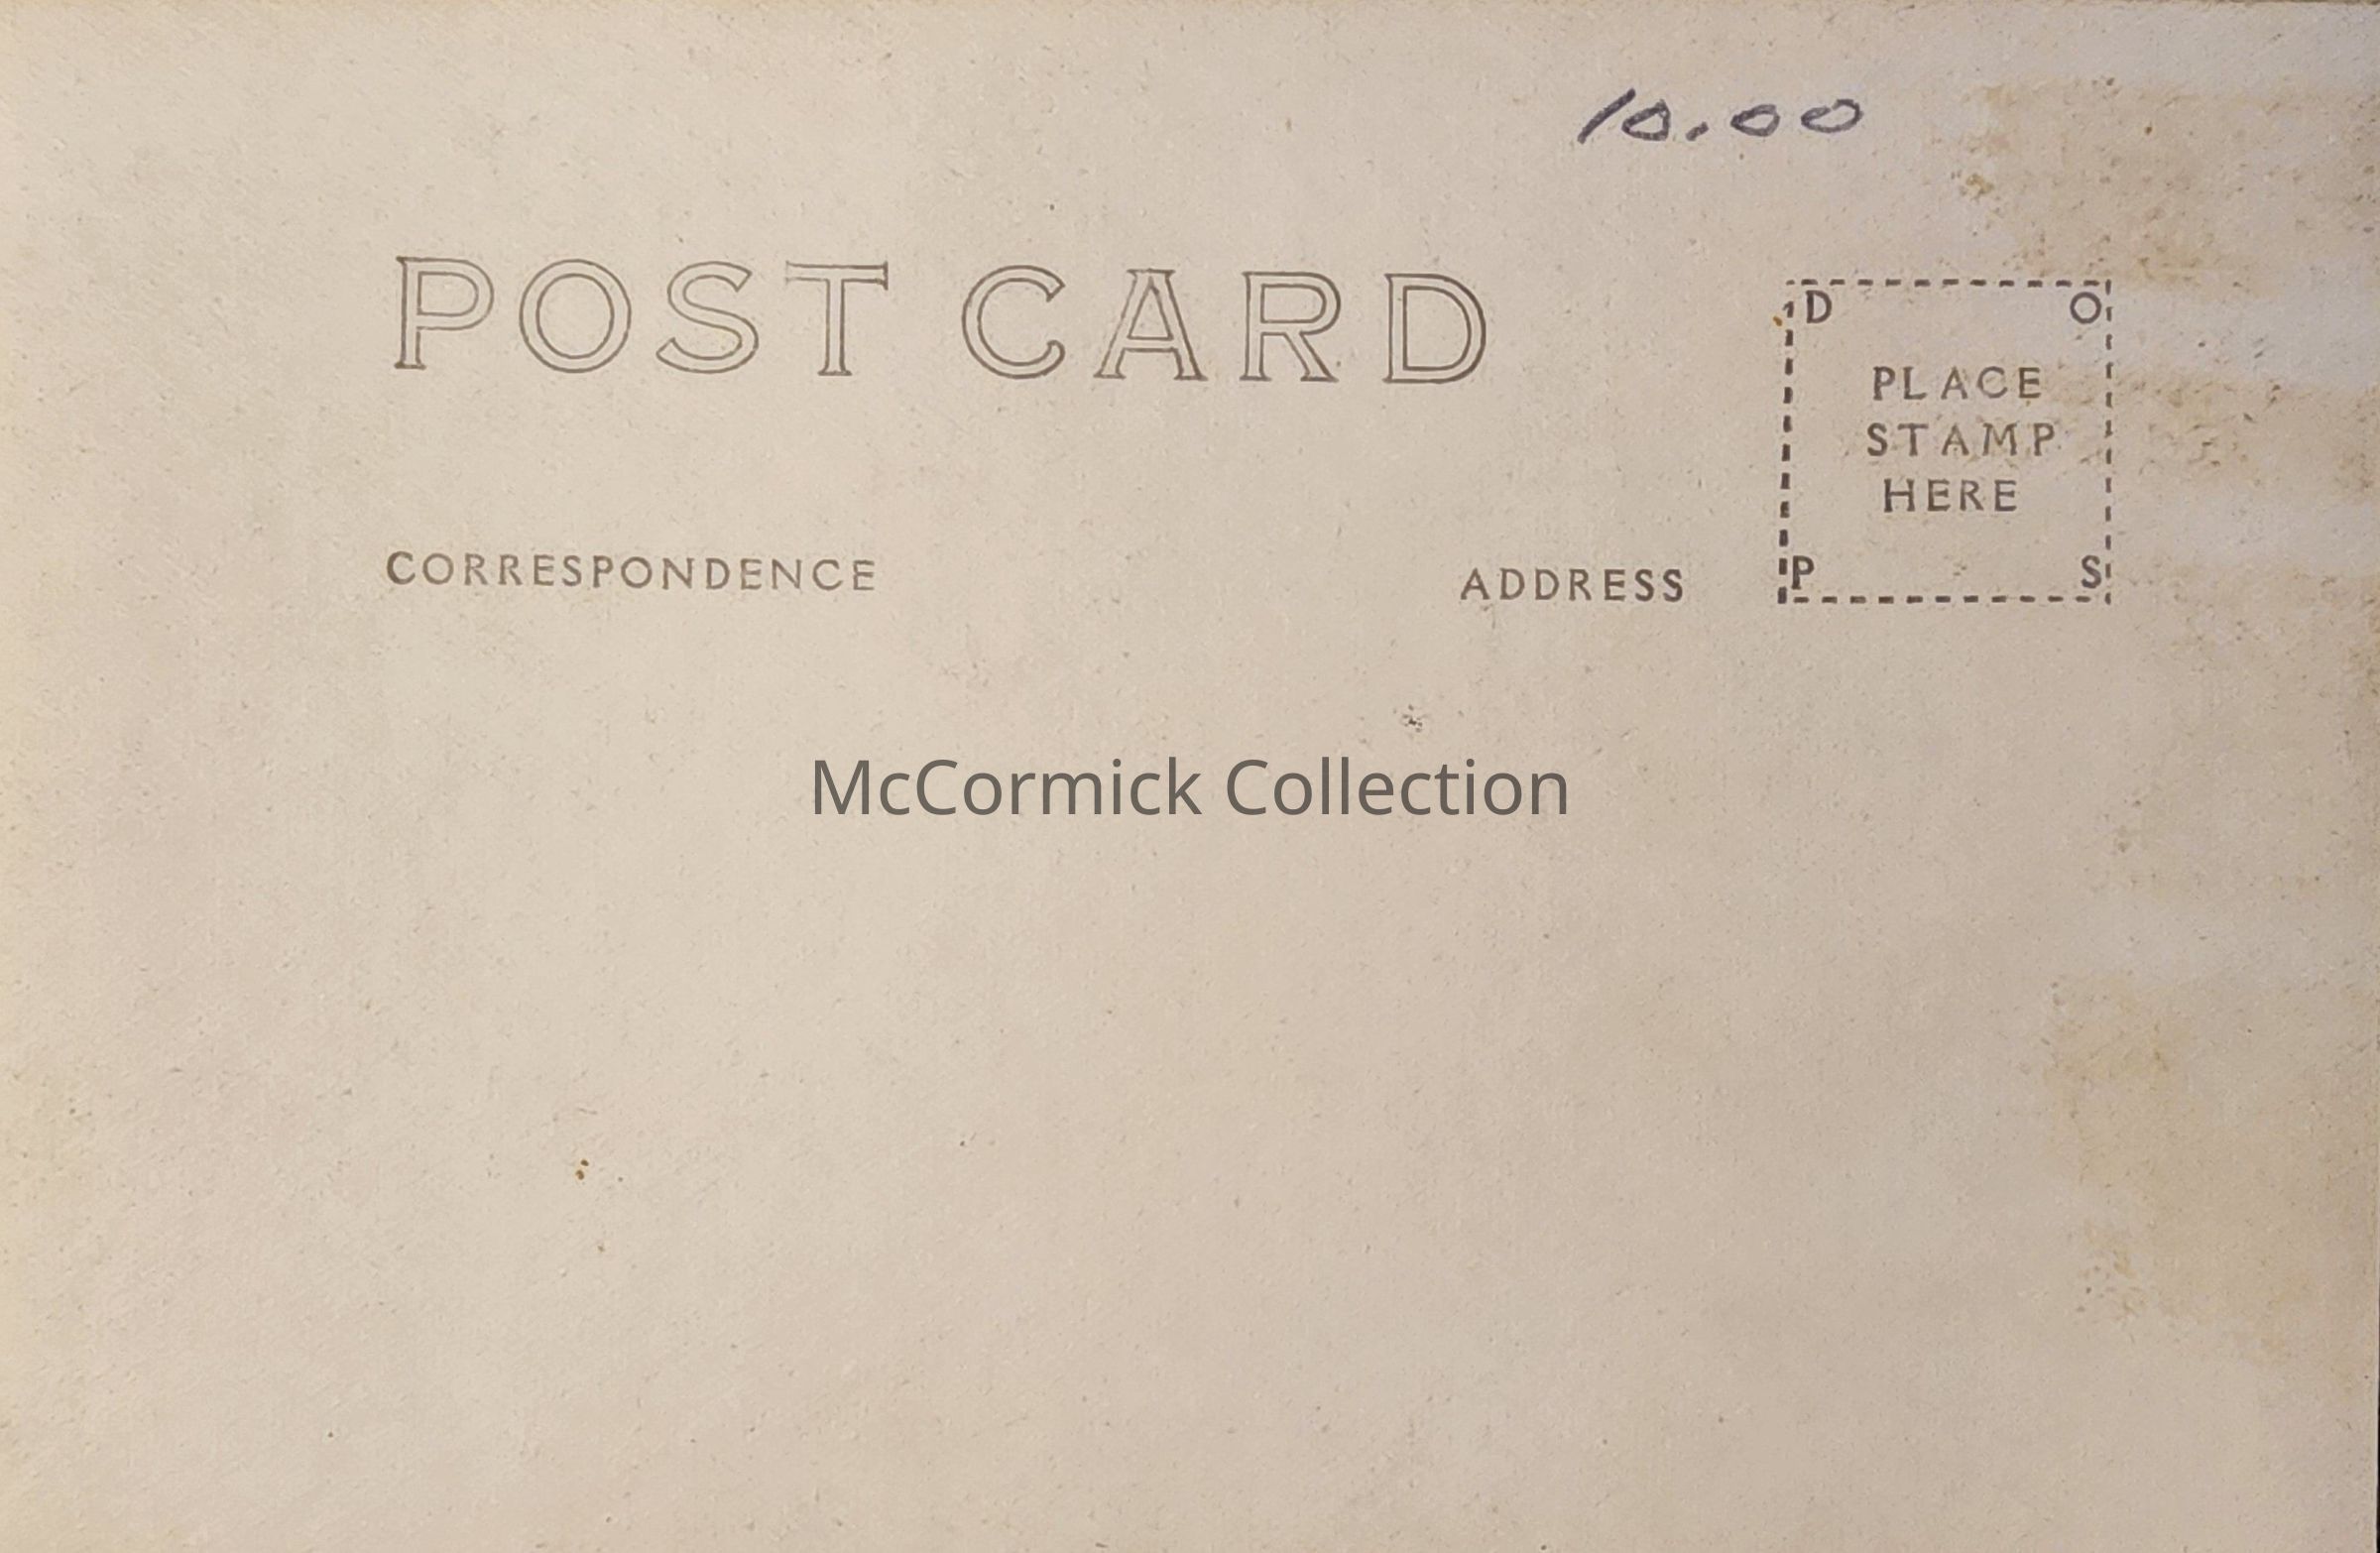 10.00
POST CARD
D O
PLACE
STAMP
HERE
P S
CORRESPONDENCE
ADDRESS
McCormick Collection